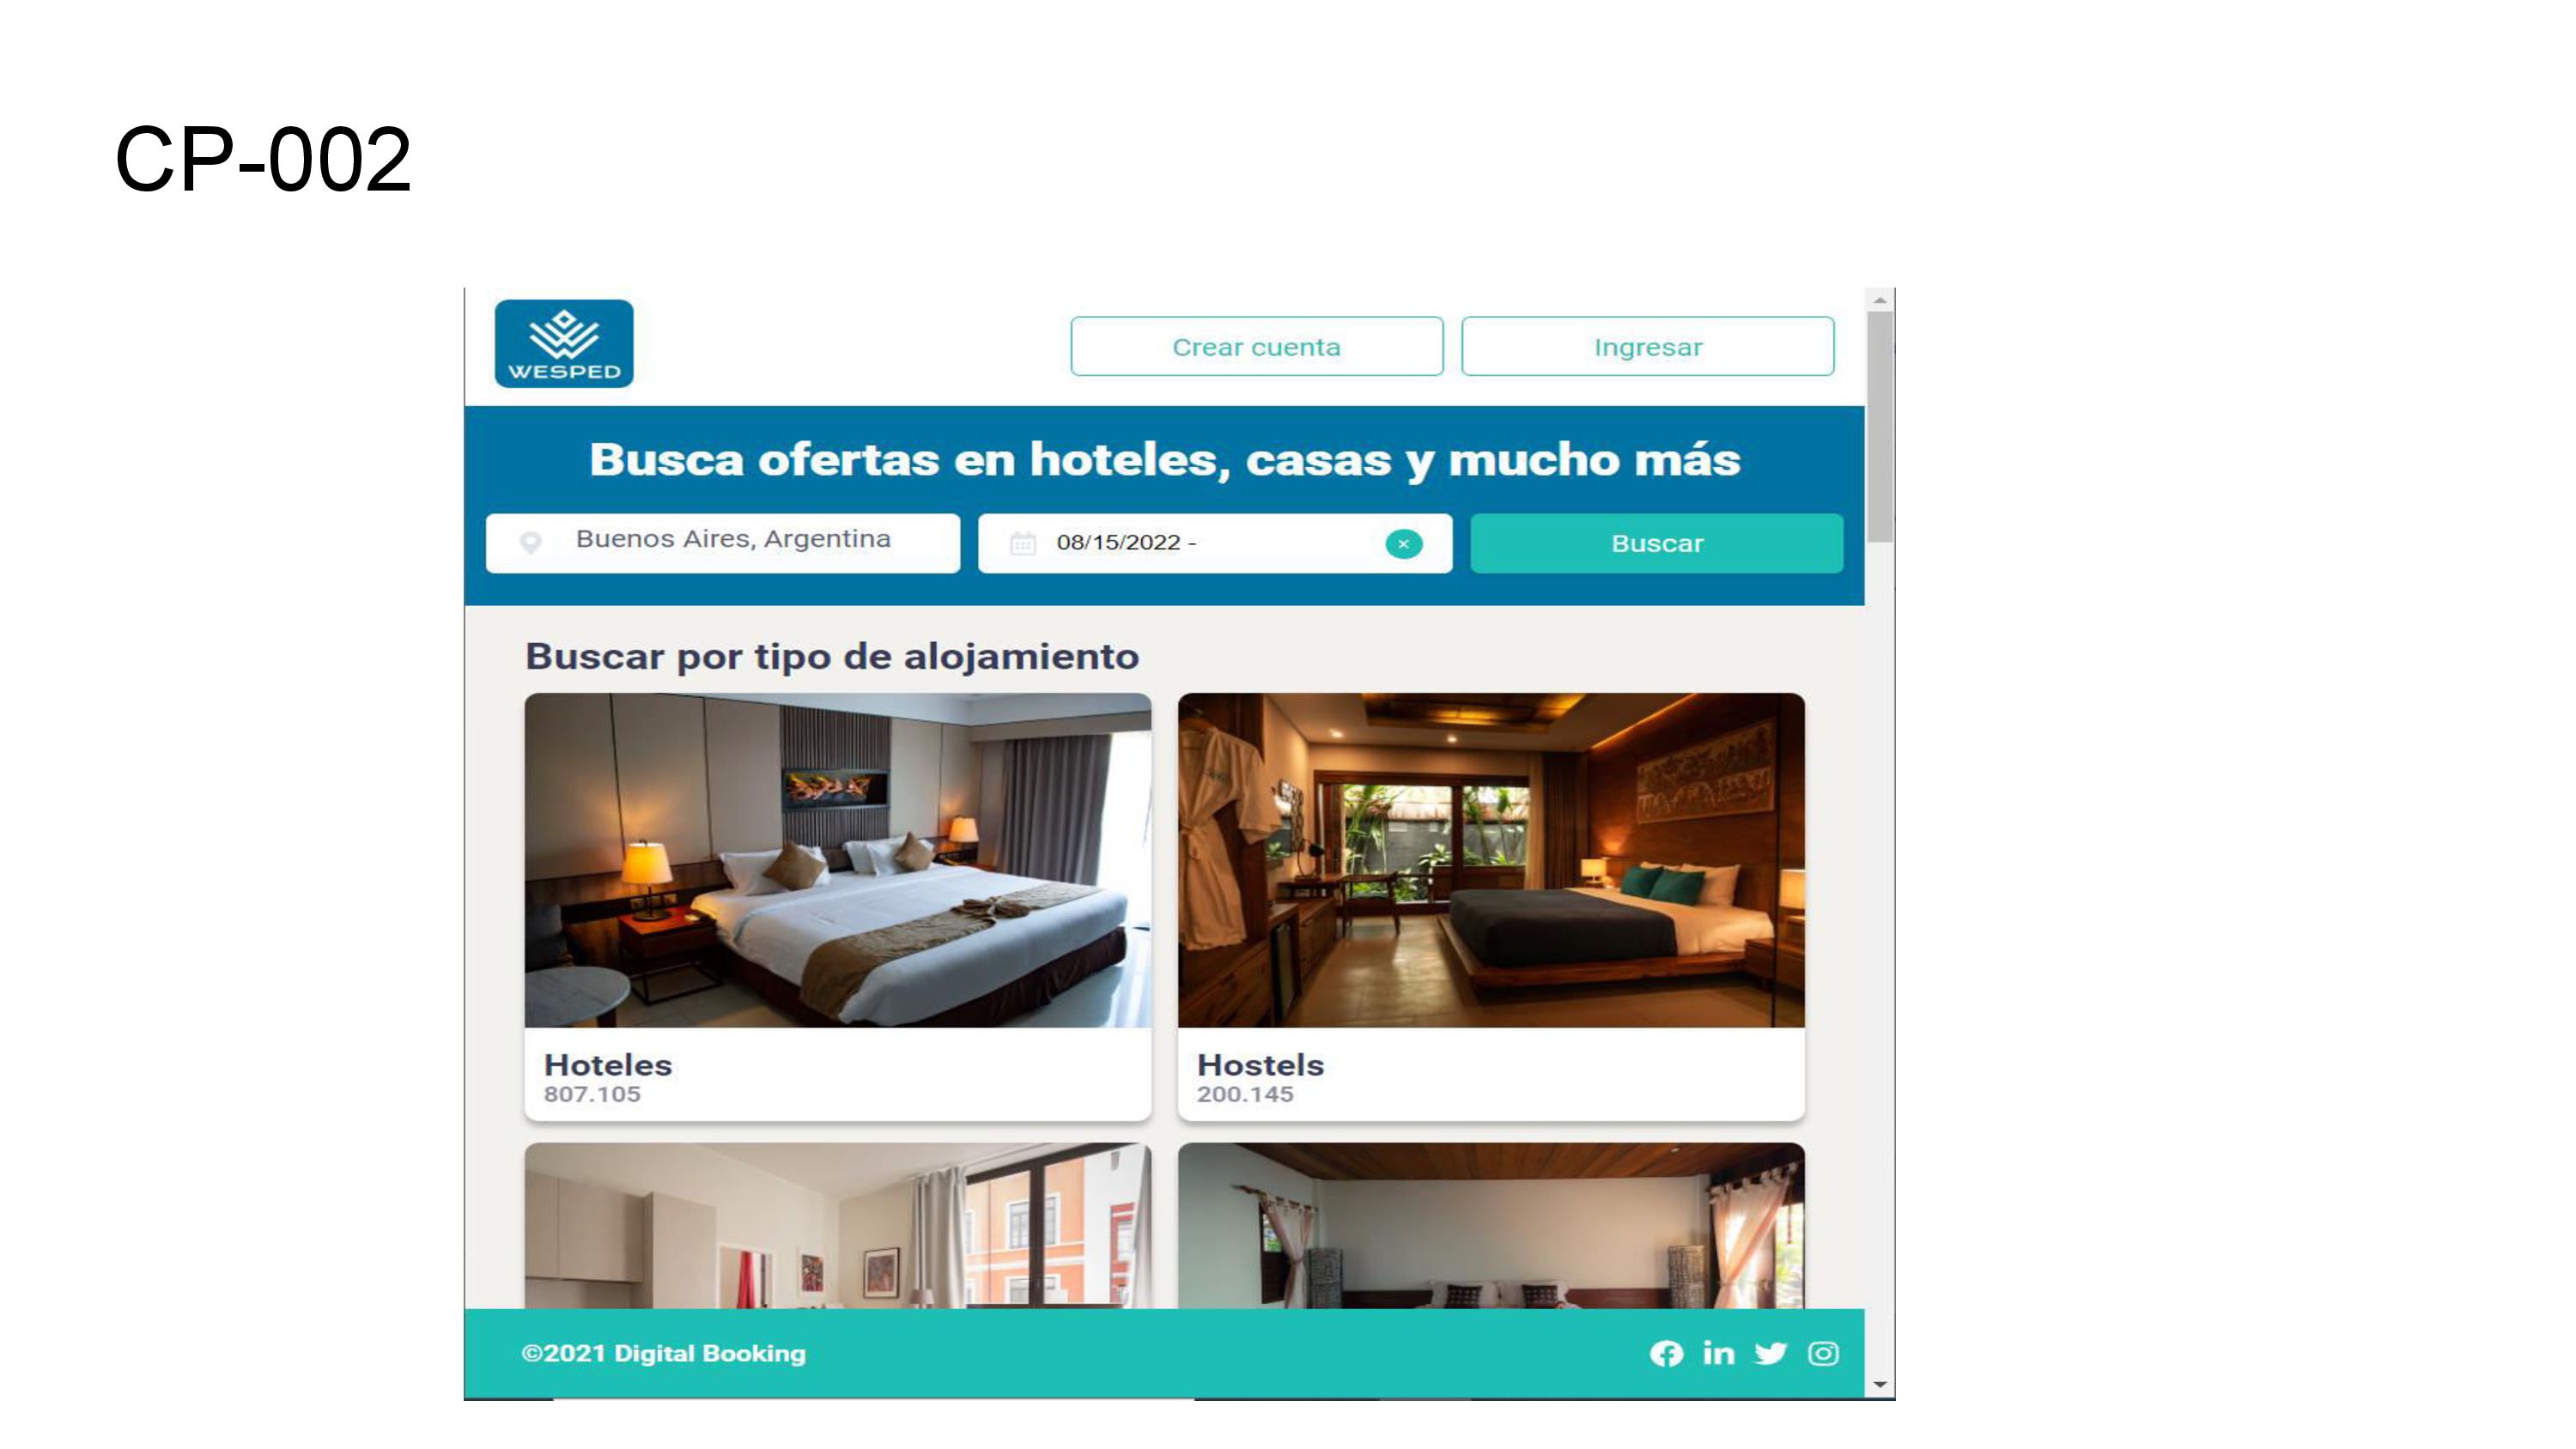 CP-002
WESPED
Crear cuenta
Ingresar
Busca ofertas en hoteles, casas y mucho más
Buenos Aires, Argentina
08/15/2022 -
Buscar
Buscar por tipo de alojamiento
Hoteles
807.105
Hostels
200.145
©2021 Digital Booking